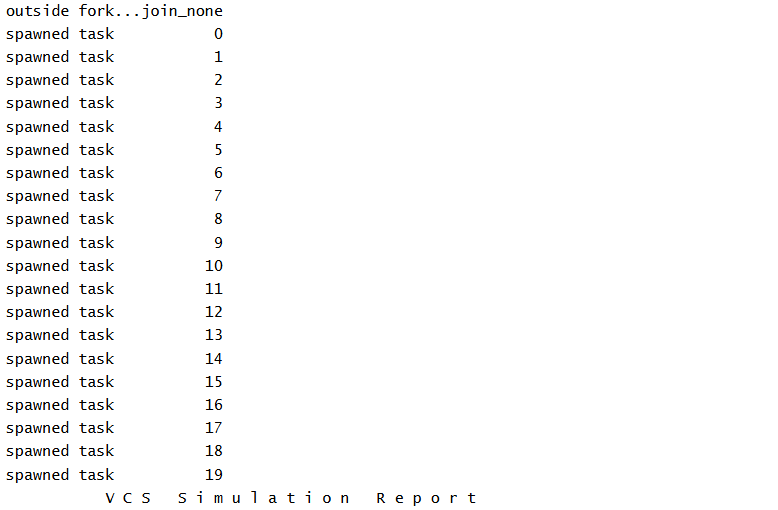 outside fork...join_none
spawned task           0
spawned task           1
spawned task           2
spawned task           3
spawned task           4
spawned task           5
spawned task           6
spawned task           7
spawned task           8
spawned task           9
spawned task          10
spawned task          11
spawned task          12
spawned task          13
spawned task          14
spawned task          15
spawned task          16
spawned task          17
spawned task          18
spawned task          19
           V C S   S i m u l a t i o n   R e p o r t